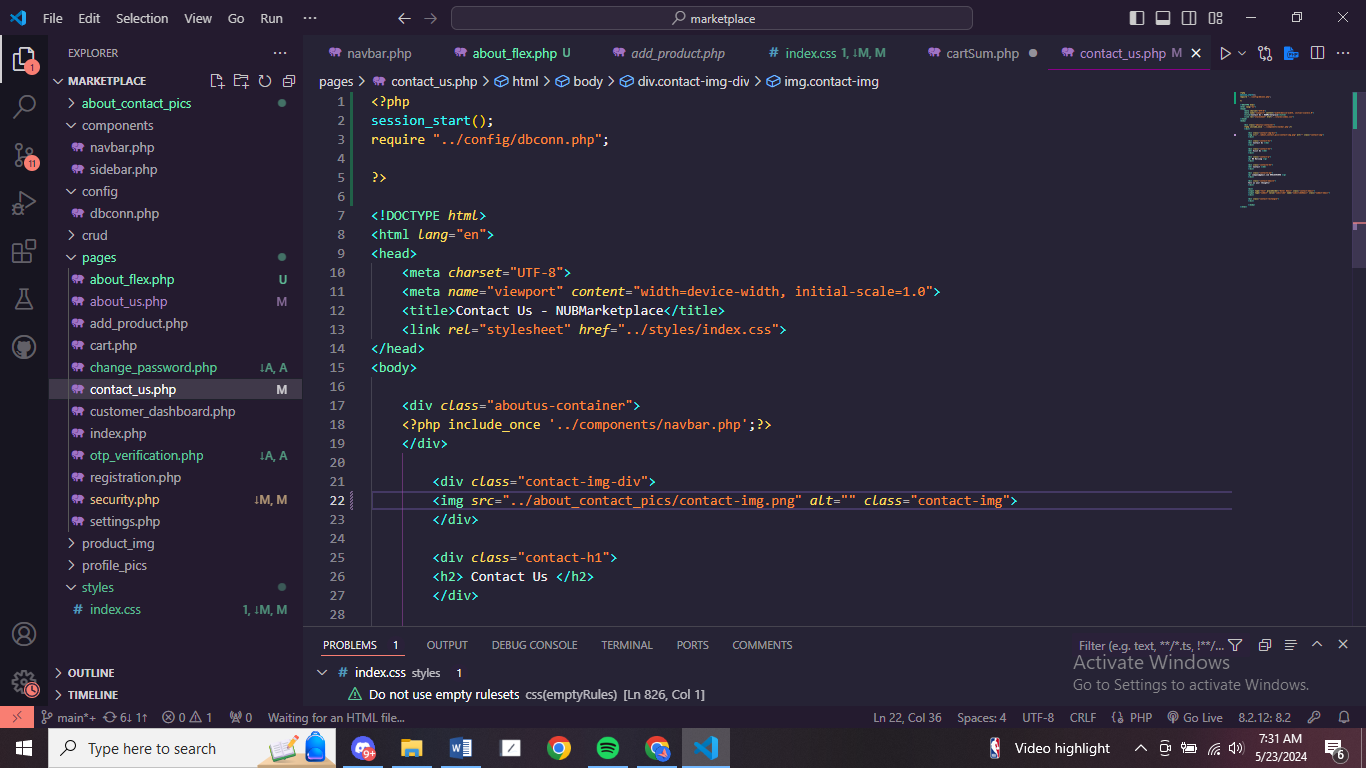 File Edit Selection View Go Run ··· marketplace
EXPLORER ···
navbar.php about_flex.php U add_product.php index.css 1, ↓M, M cartSum.php contact_us.php M
MARKETPLACE
pages > contact_us.php > html > body > div.contact-img-div > img.contact-img
about_contact_pics
components
navbar.php
sidebar.php
config
dbconn.php
crud
pages
about_flex.php U
about_us.php M
add_product.php
cart.php
change_password.php ↓A, A
contact_us.php M
customer_dashboard.php
index.php
otp_verification.php ↓A, A
registration.php
security.php ↓M, M
settings.php
product_img
profile_pics
styles
index.css 1, ↓M, M
OUTLINE
TIMELINE
1 <?php
2 session_start();
3 require "../config/dbconn.php";
4
5 ?>
6
7 <!DOCTYPE html>
8 <html lang="en">
9 <head>
10 <meta charset="UTF-8">
11 <meta name="viewport" content="width=device-width, initial-scale=1.0">
12 <title>Contact Us - NUBMarketplace</title>
13 <link rel="stylesheet" href="../styles/index.css">
14 </head>
15 <body>
16
17 <div class="aboutus-container">
18 <?php include_once '../components/navbar.php';?>
19 </div>
20
21 <div class="contact-img-div">
22 <img src="../about_contact_pics/contact-img.png" alt="" class="contact-img">
23 </div>
24
25 <div class="contact-h1">
26 <h2> Contact Us </h2>
27 </div>
28
PROBLEMS 1 OUTPUT DEBUG CONSOLE TERMINAL PORTS COMMENTS Filter (e.g. text, **/*.ts, !**/...
index.css styles 1
Do not use empty rulesets css(emptyRules) [Ln 826, Col 1]
Activate Windows
Go to Settings to activate Windows.
main*+ 6↓ 1↑ 0 1 0 Waiting for an HTML file... Ln 22, Col 36 Spaces: 4 UTF-8 CRLF PHP Go Live 8.2.12: 8.2
Type here to search Video highlight 7:31 AM
5/23/2024 6
1
11
9+